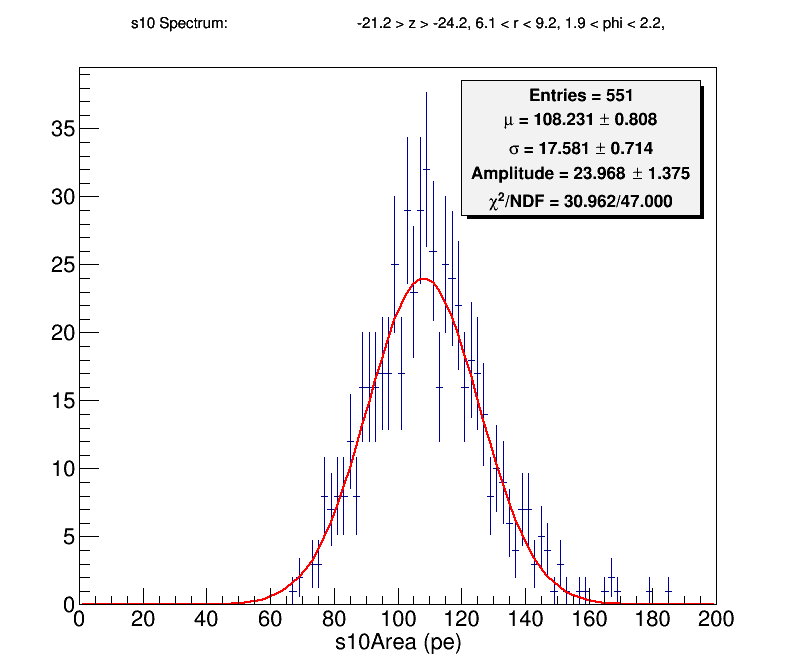 s10 Spectrum: -21.2 > z > -24.2, 6.1 < r < 9.2, 1.9 < phi < 2.2,
Entries = 551
μ = 108.231 ± 0.808
σ = 17.581 ± 0.714
Amplitude = 23.968 ± 1.375
χ²/NDF = 30.962/47.000
35
30
25
20
15
10
5
0
0 20 40 60 80 100 120 140 160 180 200
s10Area (pe)